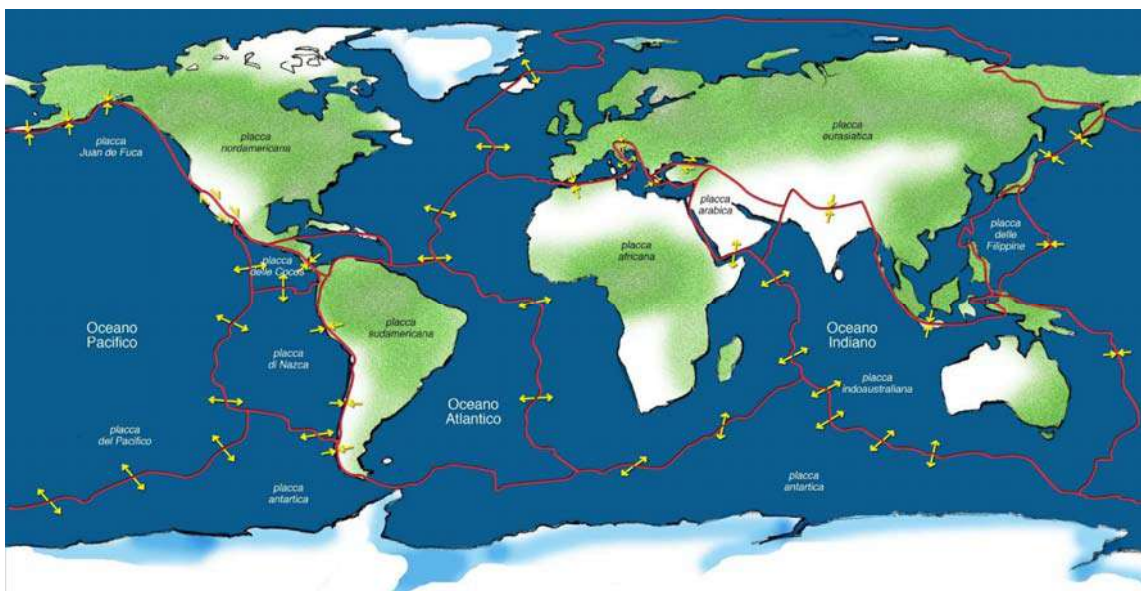 placca
Juan de Fuca
placca
nordamericana
placca
eurasiatica
placca
arabica
placca
delle
Filippine
placca
africana
placca
delle Cocos
placca
sudamericana
Oceano
Pacifico
placca
di Nazca
Oceano
Indiano
placca
indoaustraliana
Oceano
Atlantico
placca
del Pacifico
placca
antartica
placca
antartica